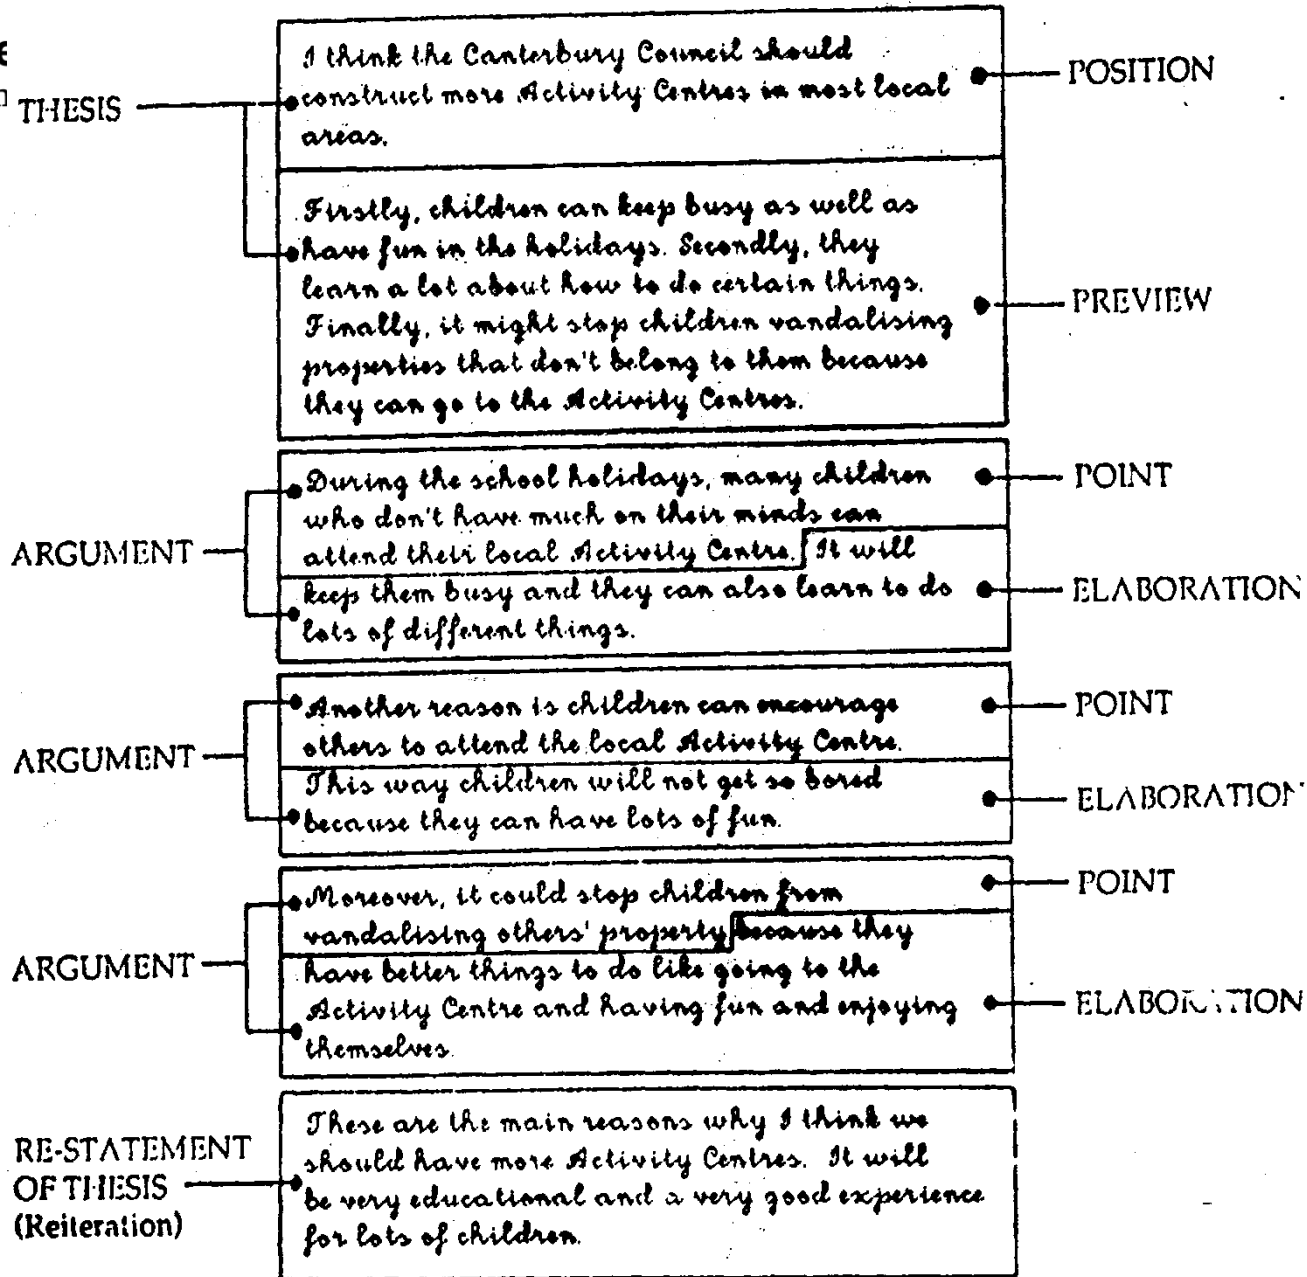 I think the Canterbury Council should
POSITION
THESIS
construct more Activity Centres in most local
areas.
Firstly, children can keep busy as well as
have fun in the holidays. Secondly, they
learn a lot about how to do certain things.
PREVIEW
Finally, it might stop children vandalising
properties that don't belong to them because
they can go to the Activity Centres.
During the school holidays, many children
POINT
who don't have much on their minds can
ARGUMENT
attend their local Activity Centre. It will
keep them busy and they can also learn to do
ELABORATION
lots of different things.
Another reason is children can encourage
POINT
others to attend the local Activity Centre.
ARGUMENT
This way children will not get so bored
ELABORATION
because they can have lots of fun.
Moreover, it could stop children from
POINT
vandalising others' property because they
ARGUMENT
have better things to do like going to the
Activity Centre and having fun and enjoying
ELABORATION
themselves.
RE-STATEMENT
OF THESIS
(Reiteration)
These are the main reasons why I think we
should have more Activity Centres. It will
be very educational and a very good experience
for lots of children.